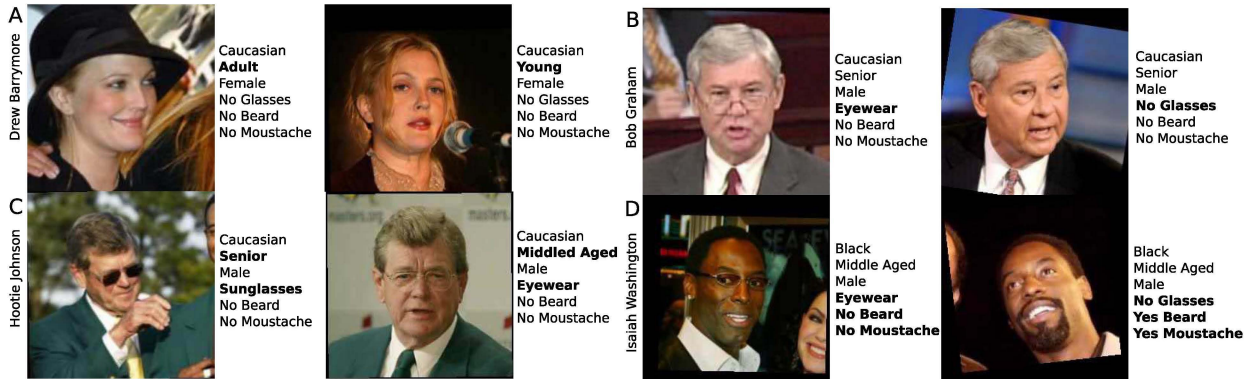 A
Drew Barrymore
Caucasian
Adult
Female
No Glasses
No Beard
No Moustache
Caucasian
Young
Female
No Glasses
No Beard
No Moustache
B
Bob Graham
Caucasian
Senior
Male
Eyewear
No Beard
No Moustache
Caucasian
Senior
Male
No Glasses
No Beard
No Moustache
C
Hootie Johnson
Caucasian
Senior
Male
Sunglasses
No Beard
No Moustache
masters.org
Caucasian
Middled Aged
Male
Eyewear
No Beard
No Moustache
D
Isaiah Washington
Black
Middle Aged
Male
Eyewear
No Beard
No Moustache
Black
Middle Aged
Male
No Glasses
Yes Beard
Yes Moustache